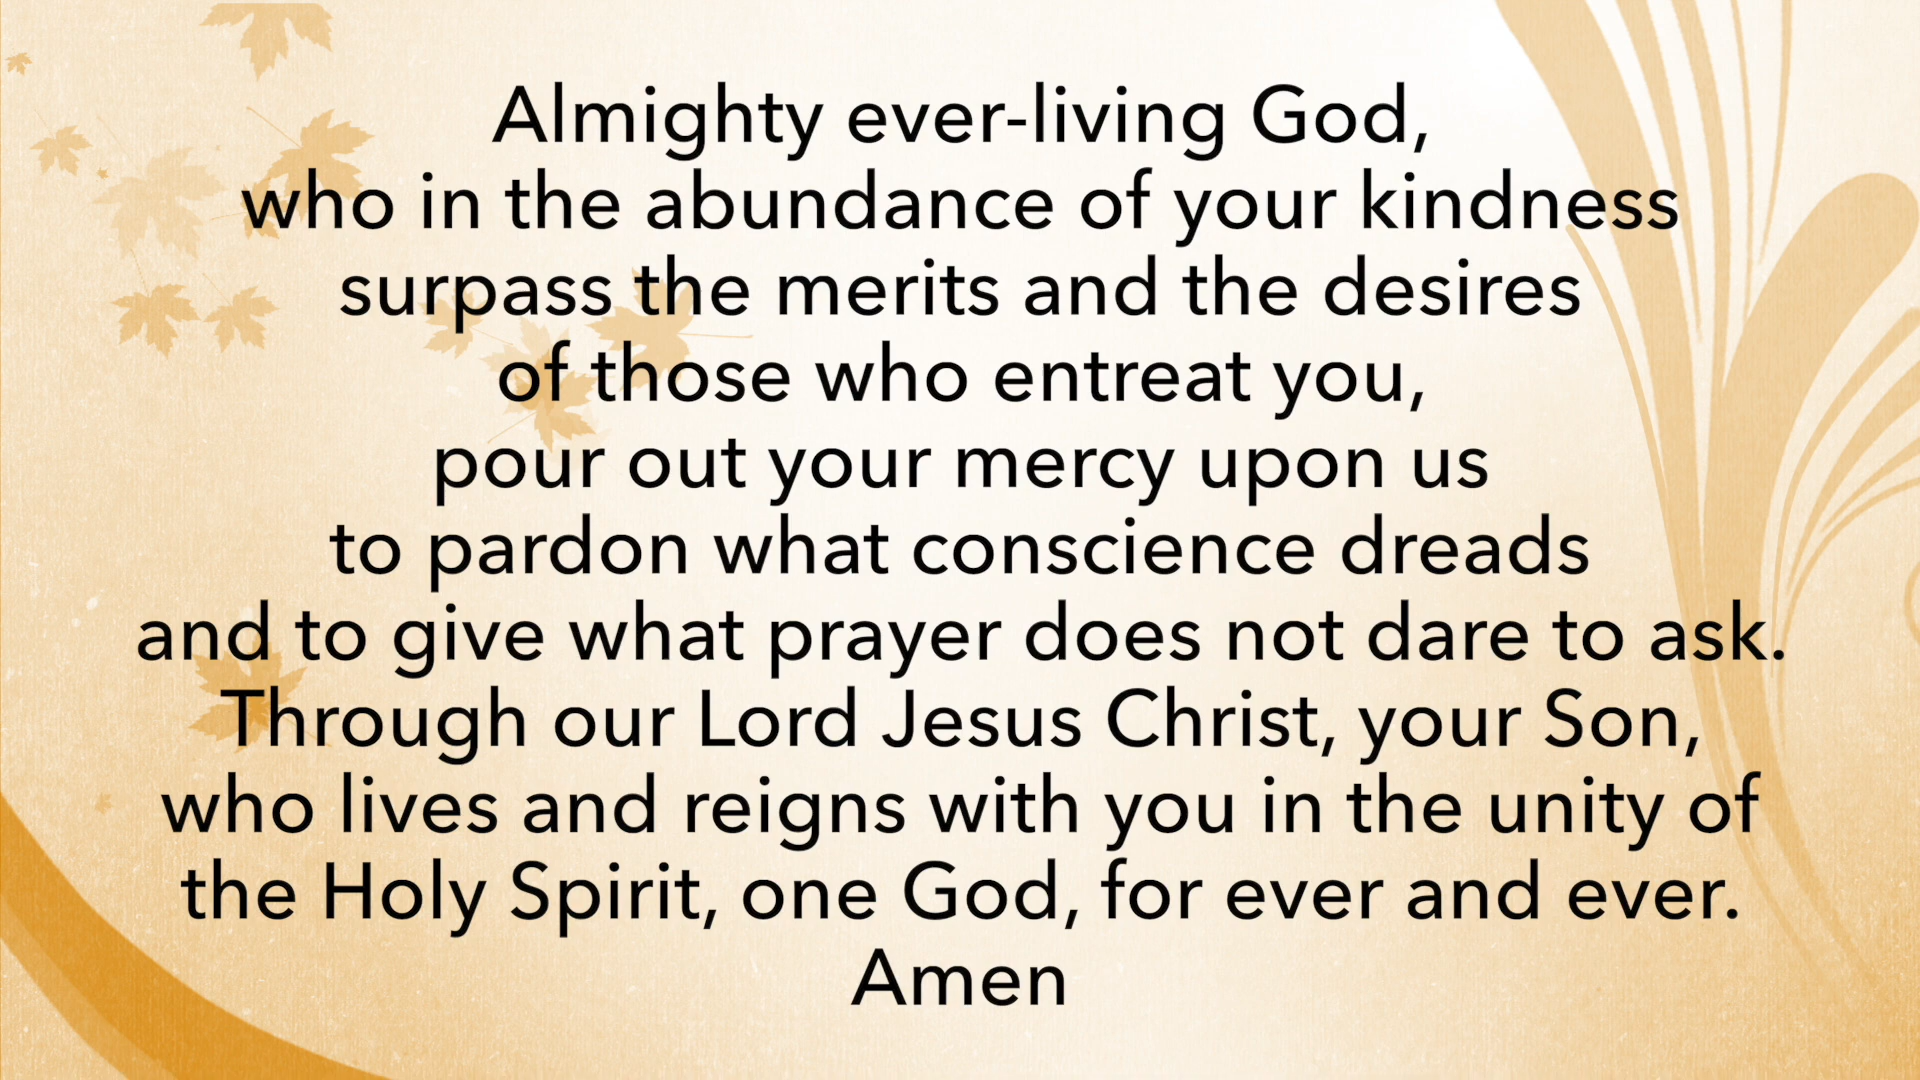 Almighty ever-living God,
who in the abundance of your kindness
surpass the merits and the desires
of those who entreat you,
pour out your mercy upon us
to pardon what conscience dreads
and to give what prayer does not dare to ask.
Through our Lord Jesus Christ, your Son,
who lives and reigns with you in the unity of
the Holy Spirit, one God, for ever and ever.
Amen